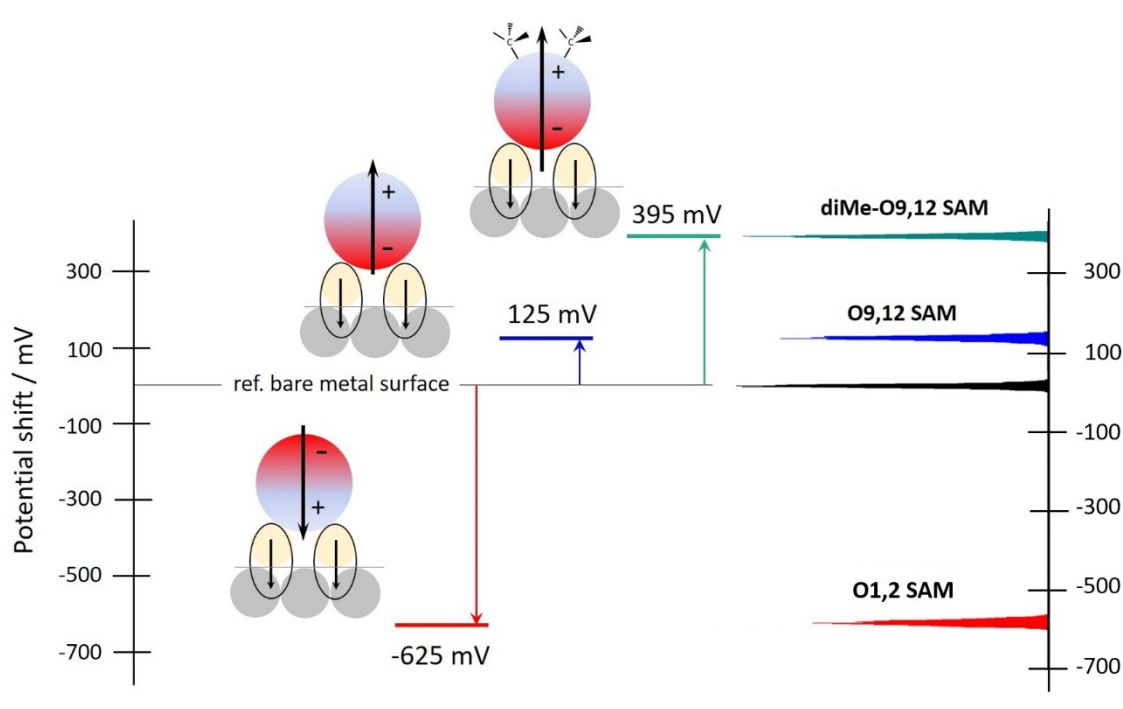 C
C
+
−
395 mV
diMe-O9,12 SAM
+
−
300
300
125 mV
O9,12 SAM
100
100
ref. bare metal surface
Potential shift / mV
-100
-100
−
+
-300
-300
-500
-500
O1,2 SAM
-625 mV
-700
-700